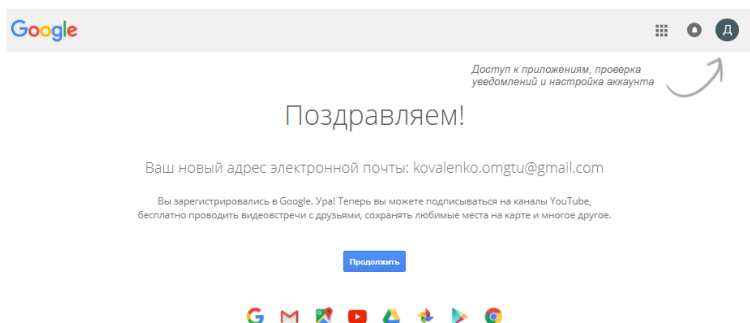 Google
Д
Доступ к приложениям, проверка
уведомлений и настройка аккаунта
Поздравляем!
Ваш новый адрес электронной почты: kovalenko.omgtu@gmail.com
Вы зарегистрировались в Google. Ура! Теперь вы можете подписываться на каналы YouTube,
бесплатно проводить видеовстречи с друзьями, сохранять любимые места на карте и многое другое.
Продолжить